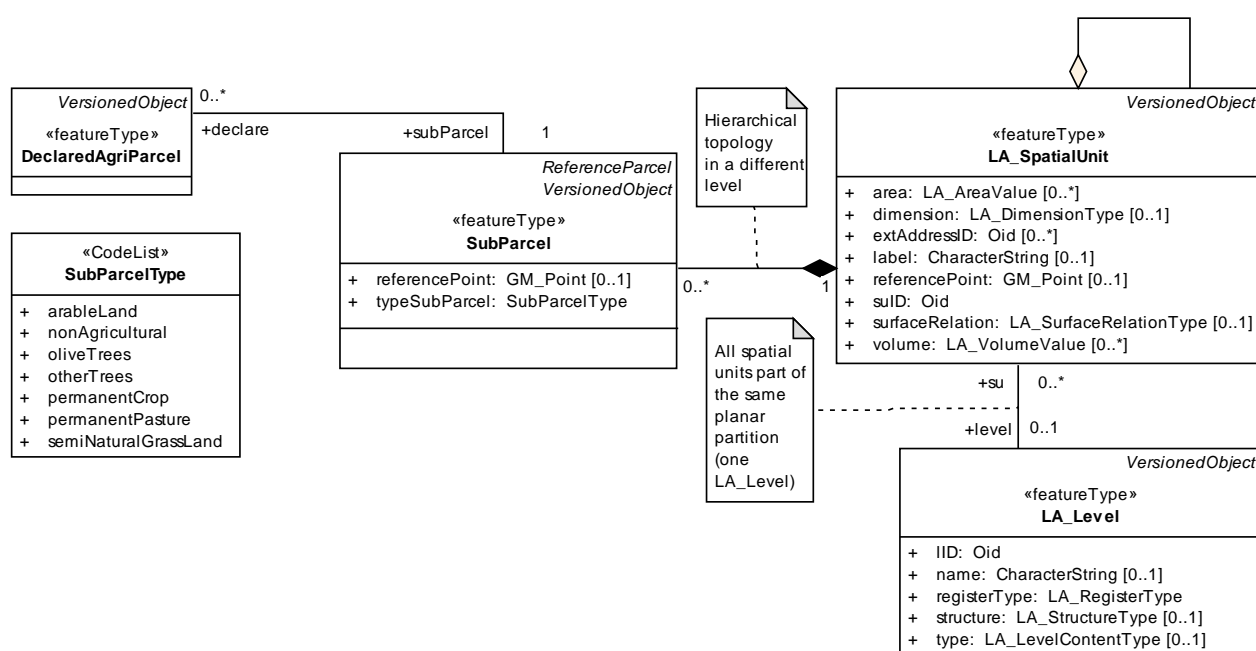 VersionedObject
«featureType»
DeclaredAgriParcel
0..*
+declare
+subParcel
1
«CodeList»
SubParcelType
+ arableLand
+ nonAgricultural
+ oliveTrees
+ otherTrees
+ permanentCrop
+ permanentPasture
+ semiNaturalGrassLand
ReferenceParcel
VersionedObject
«featureType»
SubParcel
+ referencePoint: GM_Point [0..1]
+ typeSubParcel: SubParcelType
0..*
1
Hierarchical
topology
in a different
level
VersionedObject
«featureType»
LA_SpatialUnit
+ area: LA_AreaValue [0..*]
+ dimension: LA_DimensionType [0..1]
+ extAddressID: Oid [0..*]
+ label: CharacterString [0..1]
+ referencePoint: GM_Point [0..1]
+ suID: Oid
+ surfaceRelation: LA_SurfaceRelationType [0..1]
+ volume: LA_VolumeValue [0..*]
All spatial
units part of
the same
planar
partition
(one
LA_Level)
+su 0..*
+level 0..1
VersionedObject
«featureType»
LA_Level
+ lID: Oid
+ name: CharacterString [0..1]
+ registerType: LA_RegisterType
+ structure: LA_StructureType [0..1]
+ type: LA_LevelContentType [0..1]